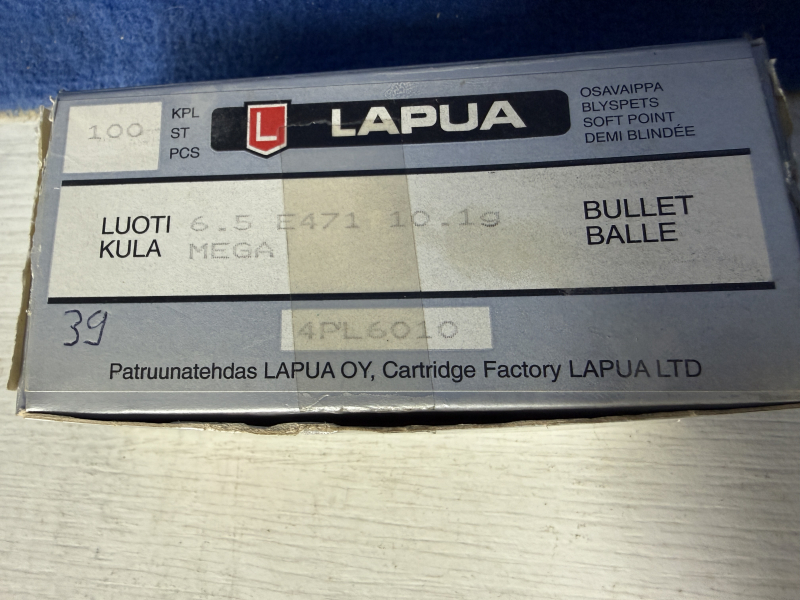 100
KPL
ST
PCS
L
LAPUA
OSAVAIPPA
BLYSPETS
SOFT POINT
DEMI BLINDÉE
LUOTI
KULA
6.5 E471 10.1g
MEGA
BULLET
BALLE
39
4PL6010
Patruunatehdas LAPUA OY, Cartridge Factory LAPUA LTD